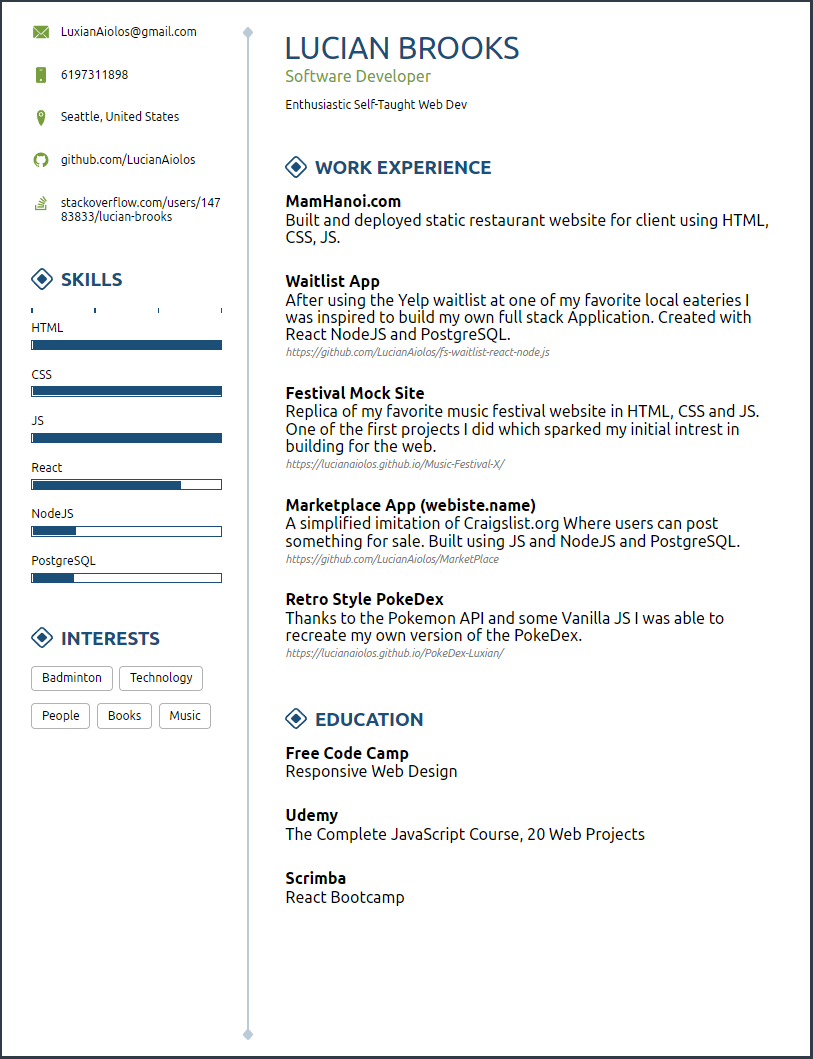 LuxianAiolos@gmail.com
6197311898
Seattle, United States
github.com/LucianAiolos
stackoverflow.com/users/147
83833/lucian-brooks
SKILLS
HTML
CSS
JS
React
NodeJS
PostgreSQL
INTERESTS
Badminton Technology
People Books Music
LUCIAN BROOKS
Software Developer
Enthusiastic Self-Taught Web Dev
WORK EXPERIENCE
MamHanoi.com
Built and deployed static restaurant website for client using HTML,
CSS, JS.
Waitlist App
After using the Yelp waitlist at one of my favorite local eateries I
was inspired to build my own full stack Application. Created with
React NodeJS and PostgreSQL.
https://github.com/LucianAiolos/fs-waitlist-react-node.js
Festival Mock Site
Replica of my favorite music festival website in HTML, CSS and JS.
One of the first projects I did which sparked my initial intrest in
building for the web.
https://lucianaiolos.github.io/Music-Festival-X/
Marketplace App (webiste.name)
A simplified imitation of Craigslist.org Where users can post
something for sale. Built using JS and NodeJS and PostgreSQL.
https://github.com/LucianAiolos/MarketPlace
Retro Style PokeDex
Thanks to the Pokemon API and some Vanilla JS I was able to
recreate my own version of the PokeDex.
https://lucianaiolos.github.io/PokeDex-Luxian/
EDUCATION
Free Code Camp
Responsive Web Design
Udemy
The Complete JavaScript Course, 20 Web Projects
Scrimba
React Bootcamp